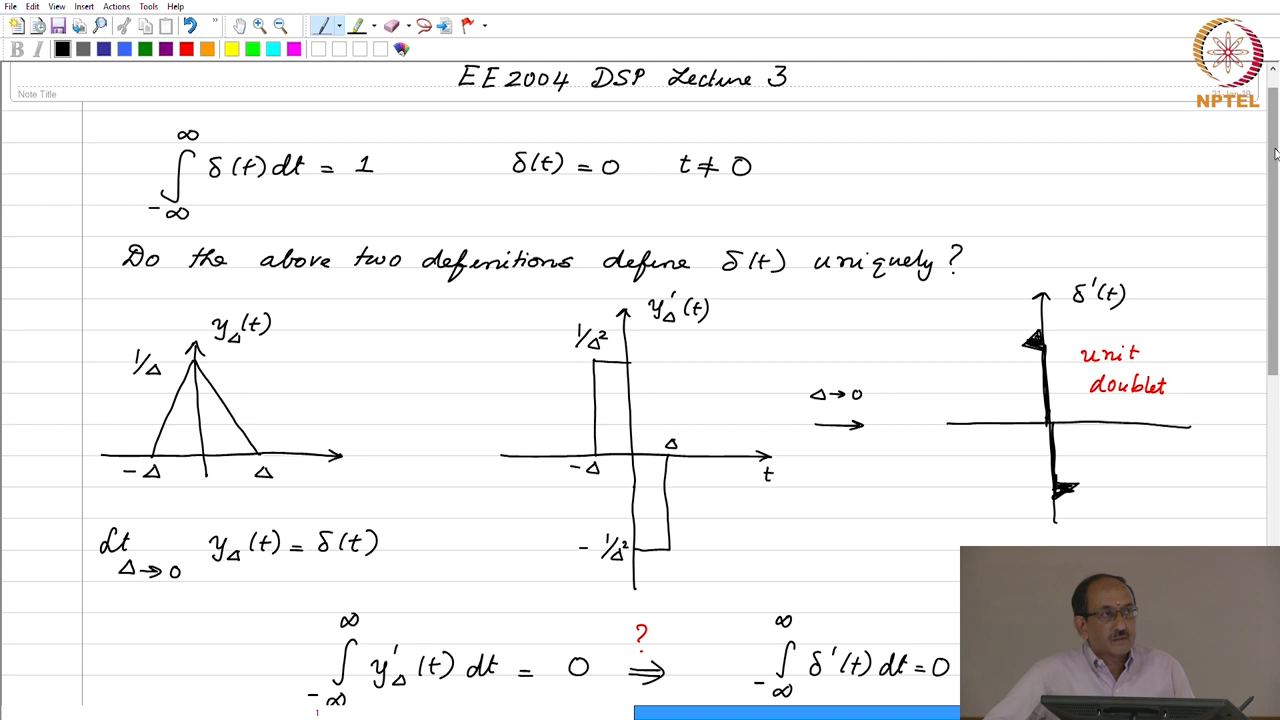 File Edit View Insert Actions Tools Help
B I
EE2004 DSP Lecture 3
Note Title
NPTEL
∞
∫ δ(t) dt = 1    δ(t) = 0    t ≠ 0
-∞
Do the above two definitions define δ(t) uniquely?
y_Δ(t)
1/Δ
-Δ    Δ
y'_Δ(t)
1/Δ²
Δ
-Δ
t
- 1/Δ²
Δ → 0
→
δ'(t)
unit
doublet
Lt    y_Δ(t) = δ(t)
Δ → 0
∞    ?    ∞
∫ y'_Δ(t) dt = 0 ⇒ ∫ δ'(t) dt = 0
-∞    -∞
1